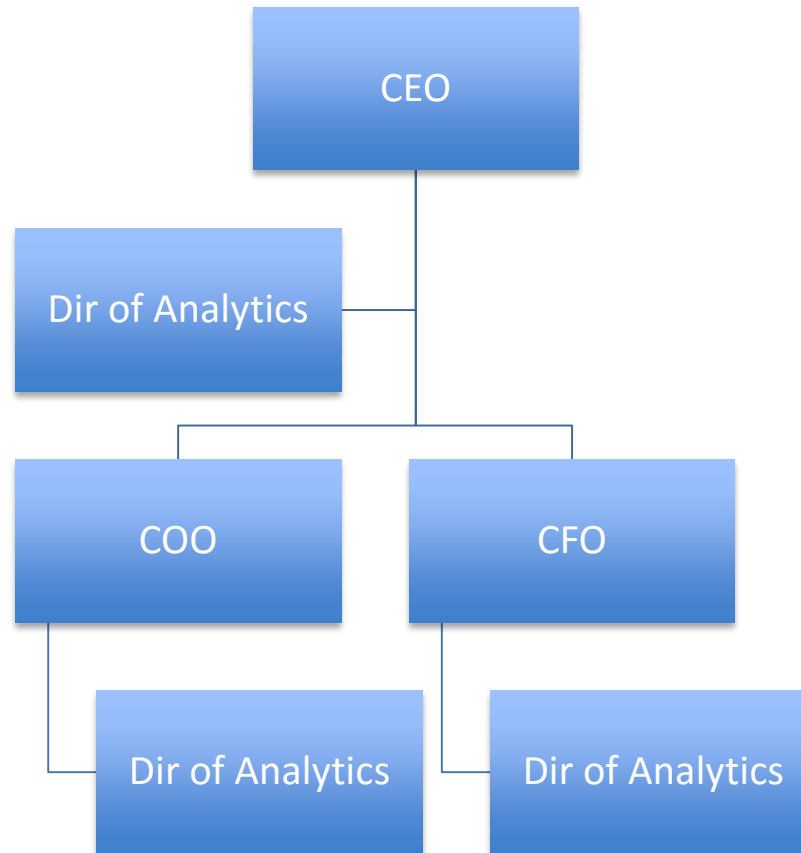 CEO
Dir of Analytics
COO
CFO
Dir of Analytics
Dir of Analytics